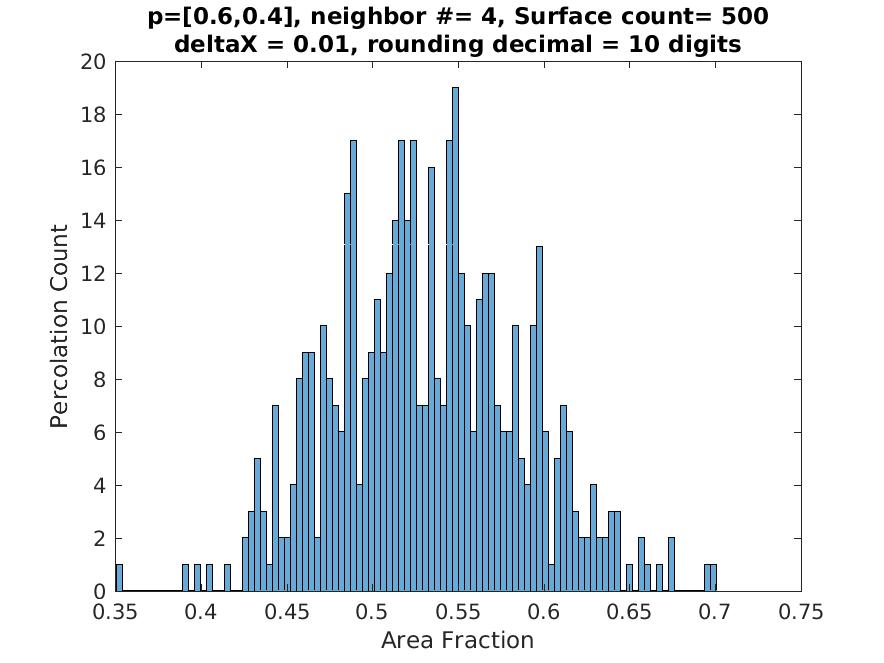 p=[0.6,0.4], neighbor #= 4, Surface count= 500
deltaX = 0.01, rounding decimal = 10 digits
20
18
16
14
12
10
8
6
4
2
0
Percolation Count
0.35 0.4 0.45 0.5 0.55 0.6 0.65 0.7 0.75
Area Fraction